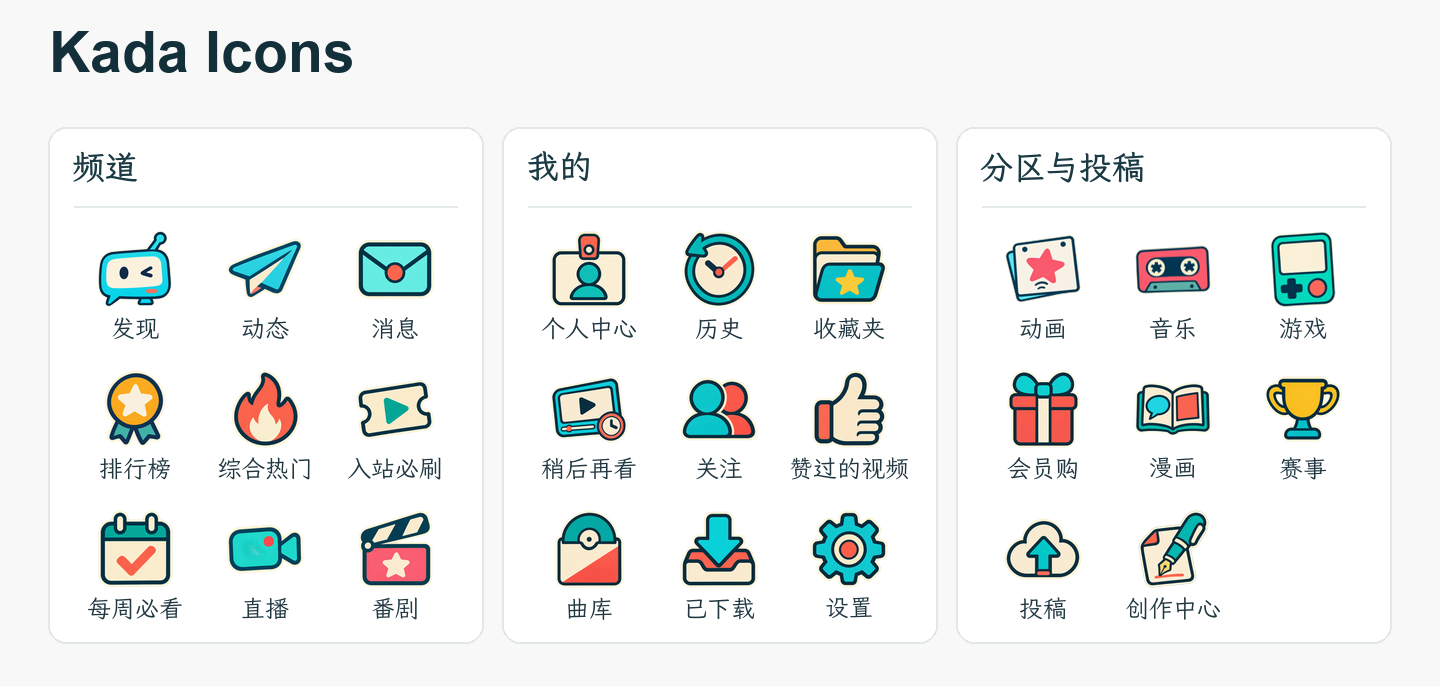 Kada Icons
频道
发现 动态 消息
排行榜 综合热门 入站必刷
每周必看 直播 番剧
我的
个人中心 历史 收藏夹
稍后再看 关注 赞过的视频
曲库 已下载 设置
分区与投稿
动画 音乐 游戏
会员购 漫画 赛事
投稿 创作中心